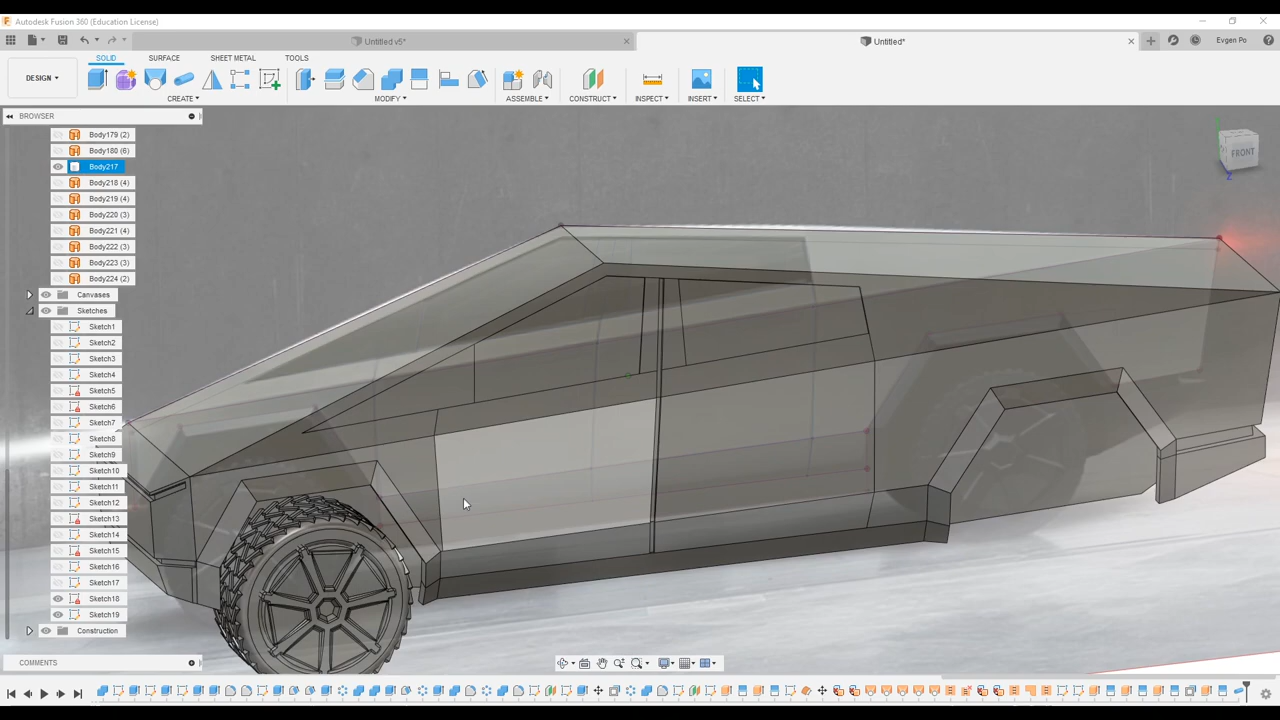 Autodesk Fusion 360 (Education License)
Untitled v5*
Untitled*
Evgen Po
DESIGN
SOLID
SURFACE
SHEET METAL
TOOLS
CREATE
MODIFY
ASSEMBLE
CONSTRUCT
INSPECT
INSERT
SELECT
BROWSER
Body179 (2)
Body180 (6)
Body217
Body218 (4)
Body219 (4)
Body220 (3)
Body221 (4)
Body222 (3)
Body223 (3)
Body224 (2)
Canvases
Sketches
Sketch1
Sketch2
Sketch3
Sketch4
Sketch5
Sketch6
Sketch7
Sketch8
Sketch9
Sketch10
Sketch11
Sketch12
Sketch13
Sketch14
Sketch15
Sketch16
Sketch17
Sketch18
Sketch19
Construction
COMMENTS
FRONT
Y
Z